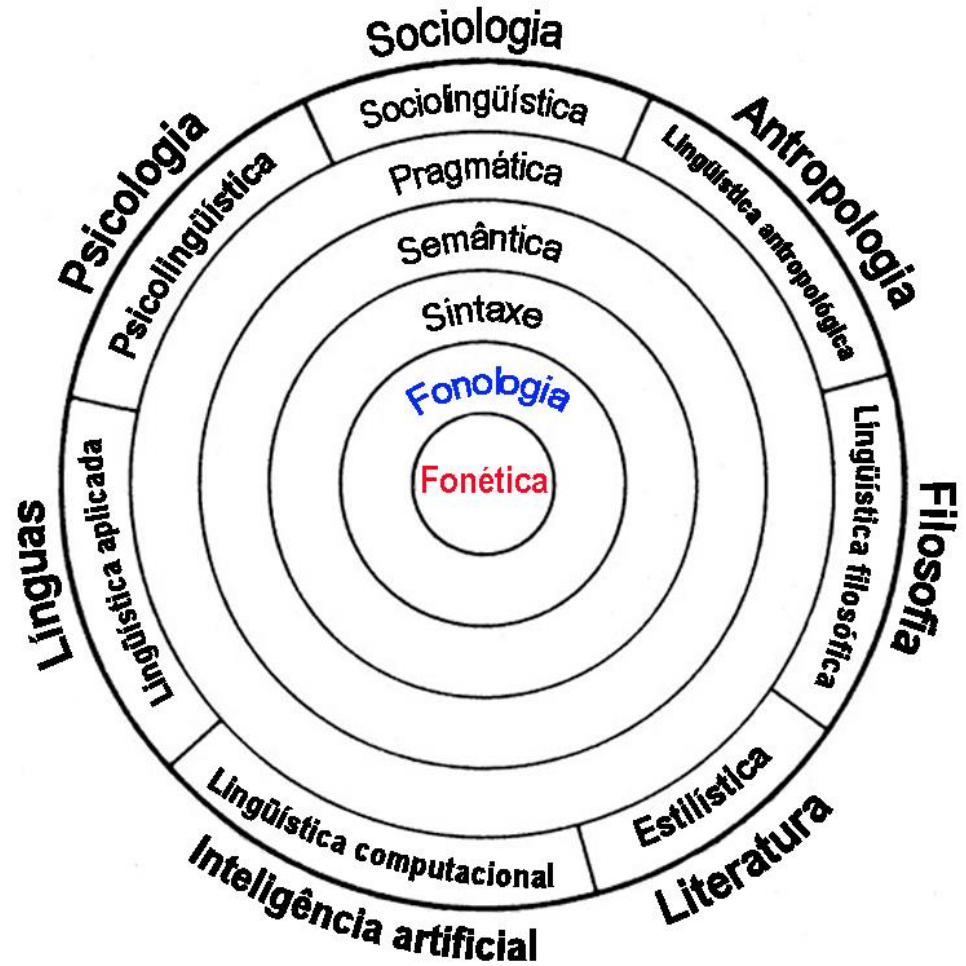 Sociologia
Sociolingüística
Psicologia
Psicolingüística
Antropologia
Lingüística antropológica
Pragmática
Semântica
Sintaxe
Fonologia
Fonética
Línguas
Lingüística aplicada
Filosofia
Lingüística filosófica
Lingüística computacional
Inteligência artificial
Estilística
Literatura